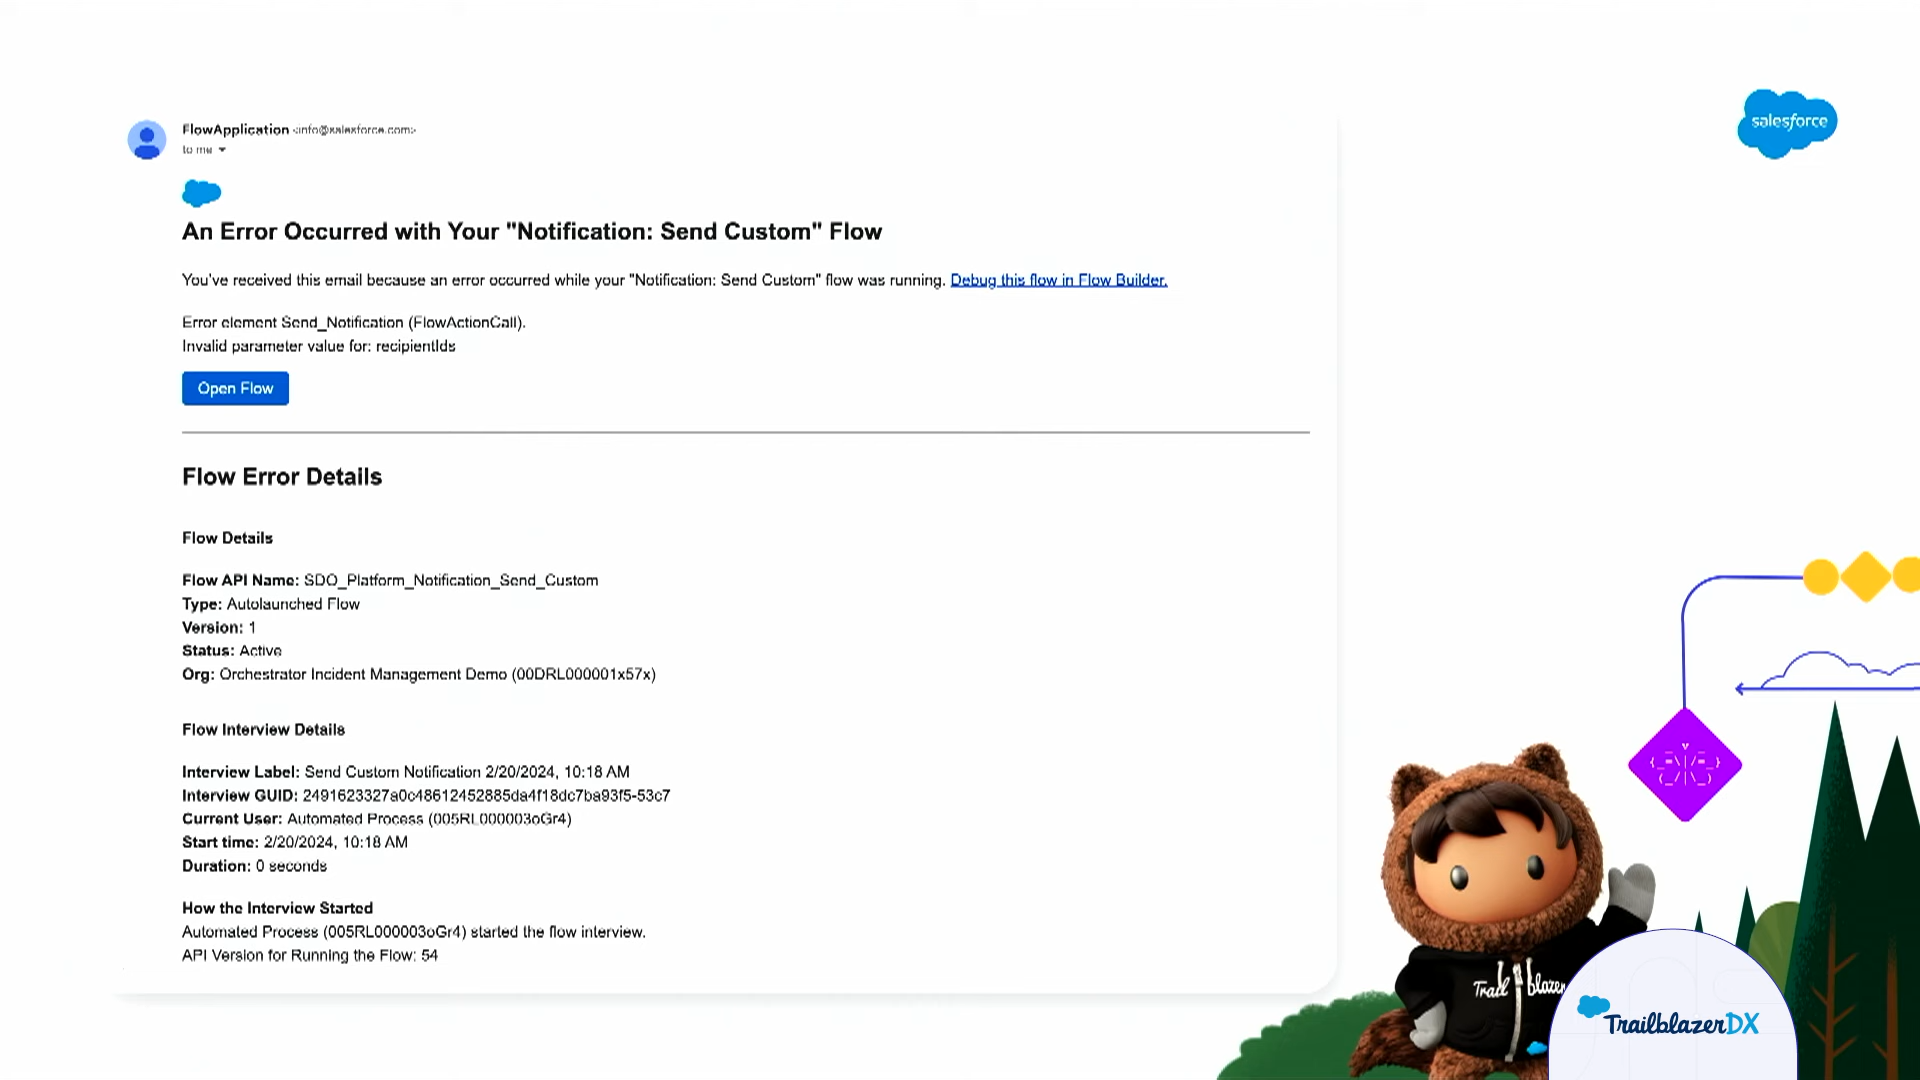 FlowApplication <info@salesforce.com>
to me
salesforce
An Error Occurred with Your "Notification: Send Custom" Flow
You've received this email because an error occurred while your "Notification: Send Custom" flow was running. Debug this flow in Flow Builder.
Error element Send_Notification (FlowActionCall).
Invalid parameter value for: recipientIds
Open Flow
Flow Error Details
Flow Details
Flow API Name: SDO_Platform_Notification_Send_Custom
Type: Autolaunched Flow
Version: 1
Status: Active
Org: Orchestrator Incident Management Demo (00DRL000001x57x)
Flow Interview Details
Interview Label: Send Custom Notification 2/20/2024, 10:18 AM
Interview GUID: 2491623327a0c48612452885da4f18dc7ba93f5-53c7
Current User: Automated Process (005RL000003oGr4)
Start time: 2/20/2024, 10:18 AM
Duration: 0 seconds
How the Interview Started
Automated Process (005RL000003oGr4) started the flow interview.
API Version for Running the Flow: 54
Trailblazer
TrailblazerDX